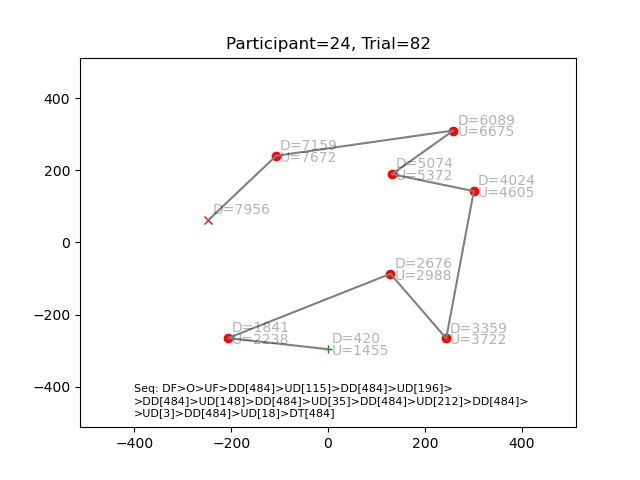 Participant=24, Trial=82
400
200
0
−200
−400
−400
−200
0
200
400
D=6089
U=6675
D=7159
U=7672
D=5074
U=5372
D=4024
U=4605
D=7956
D=2676
U=2988
D=1841
U=2238
D=420
U=1455
D=3359
U=3722
Seq: DF>O>UF>DD[484]>UD[115]>DD[484]>UD[196]>
>DD[484]>UD[148]>DD[484]>UD[35]>DD[484]>UD[212]>DD[484]>
>UD[3]>DD[484]>UD[18]>DT[484]